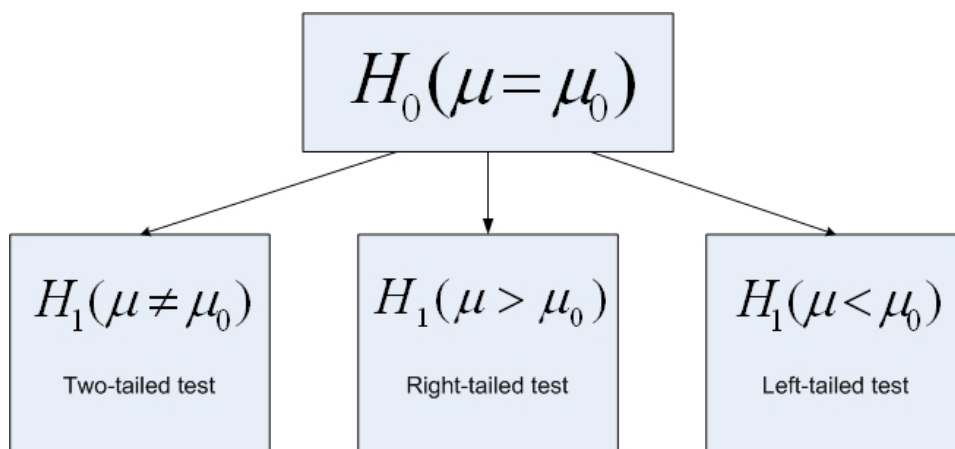 H₀(μ = μ₀)
H₁(μ ≠ μ₀)
Two-tailed test
H₁(μ > μ₀)
Right-tailed test
H₁(μ < μ₀)
Left-tailed test